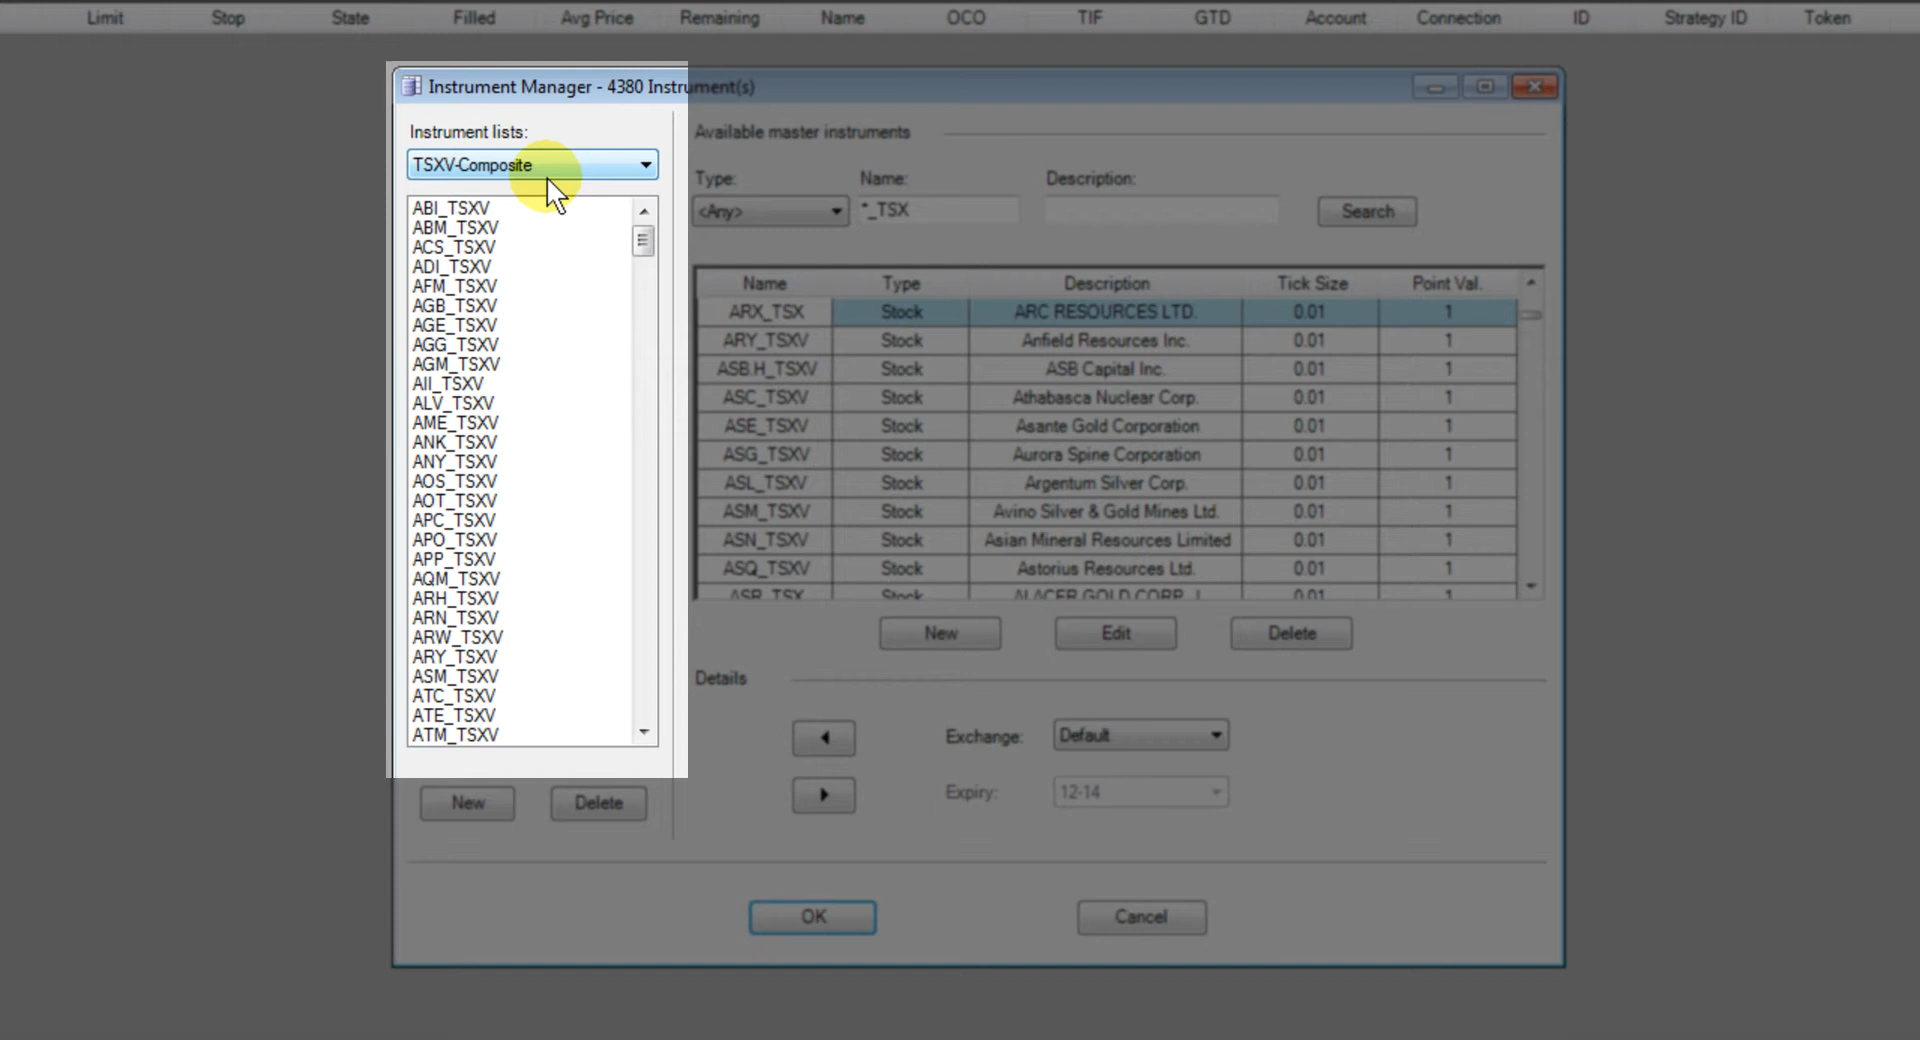 Limit Stop State Filled Avg Price Remaining Name OCO TIF GTD Account Connection ID Strategy ID Token
Instrument Manager - 4380 Instrument(s)
Instrument lists:
TSXV-Composite
ABI_TSXV
ABM_TSXV
ACS_TSXV
ADI_TSXV
AFM_TSXV
AGB_TSXV
AGE_TSXV
AGG_TSXV
AGM_TSXV
AII_TSXV
ALV_TSXV
AME_TSXV
ANK_TSXV
ANY_TSXV
AOS_TSXV
AOT_TSXV
APC_TSXV
APO_TSXV
APP_TSXV
AQM_TSXV
ARH_TSXV
ARN_TSXV
ARW_TSXV
ARY_TSXV
ASM_TSXV
ATC_TSXV
ATE_TSXV
ATM_TSXV
New Delete
Available master instruments
Type: Name: Description:
<Any> *_TSX Search
Name Type Description Tick Size Point Val.
ARX_TSX Stock ARC RESOURCES LTD. 0.01 1
ARY_TSXV Stock Anfield Resources Inc. 0.01 1
ASB.H_TSXV Stock ASB Capital Inc. 0.01 1
ASC_TSXV Stock Athabasca Nuclear Corp. 0.01 1
ASE_TSXV Stock Asante Gold Corporation 0.01 1
ASG_TSXV Stock Aurora Spine Corporation 0.01 1
ASL_TSXV Stock Argentum Silver Corp. 0.01 1
ASM_TSXV Stock Avino Silver & Gold Mines Ltd. 0.01 1
ASN_TSXV Stock Asian Mineral Resources Limited 0.01 1
ASQ_TSXV Stock Astorius Resources Ltd. 0.01 1
ASR_TSX Stock ALACER GOLD CORP. 0.01 1
New Edit Delete
Details
Exchange: Default
Expiry: 12-14
OK Cancel